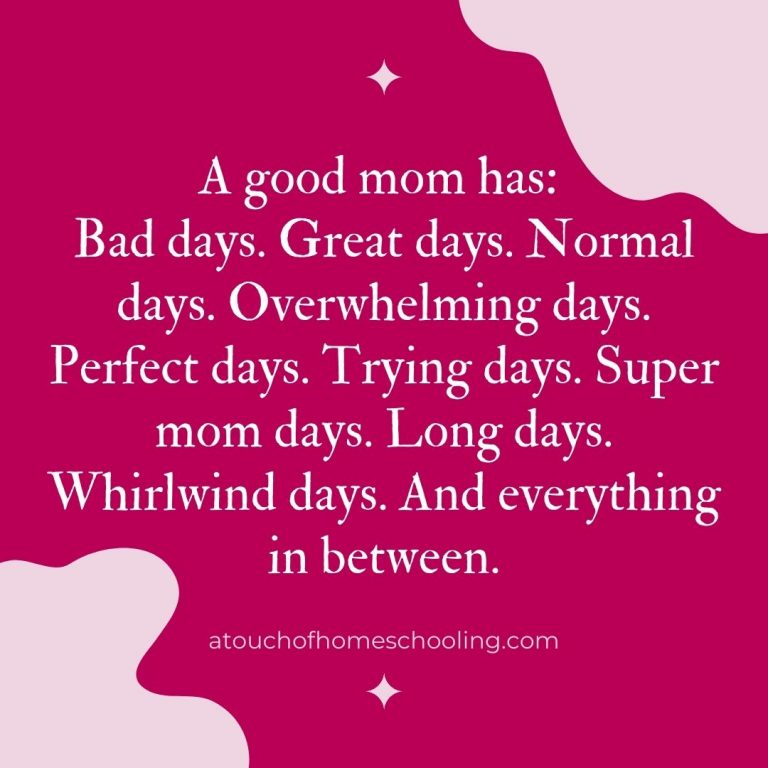 A good mom has:
Bad days. Great days. Normal
days. Overwhelming days.
Perfect days. Trying days. Super
mom days. Long days.
Whirlwind days. And everything
in between.
atouchofhomeschooling.com